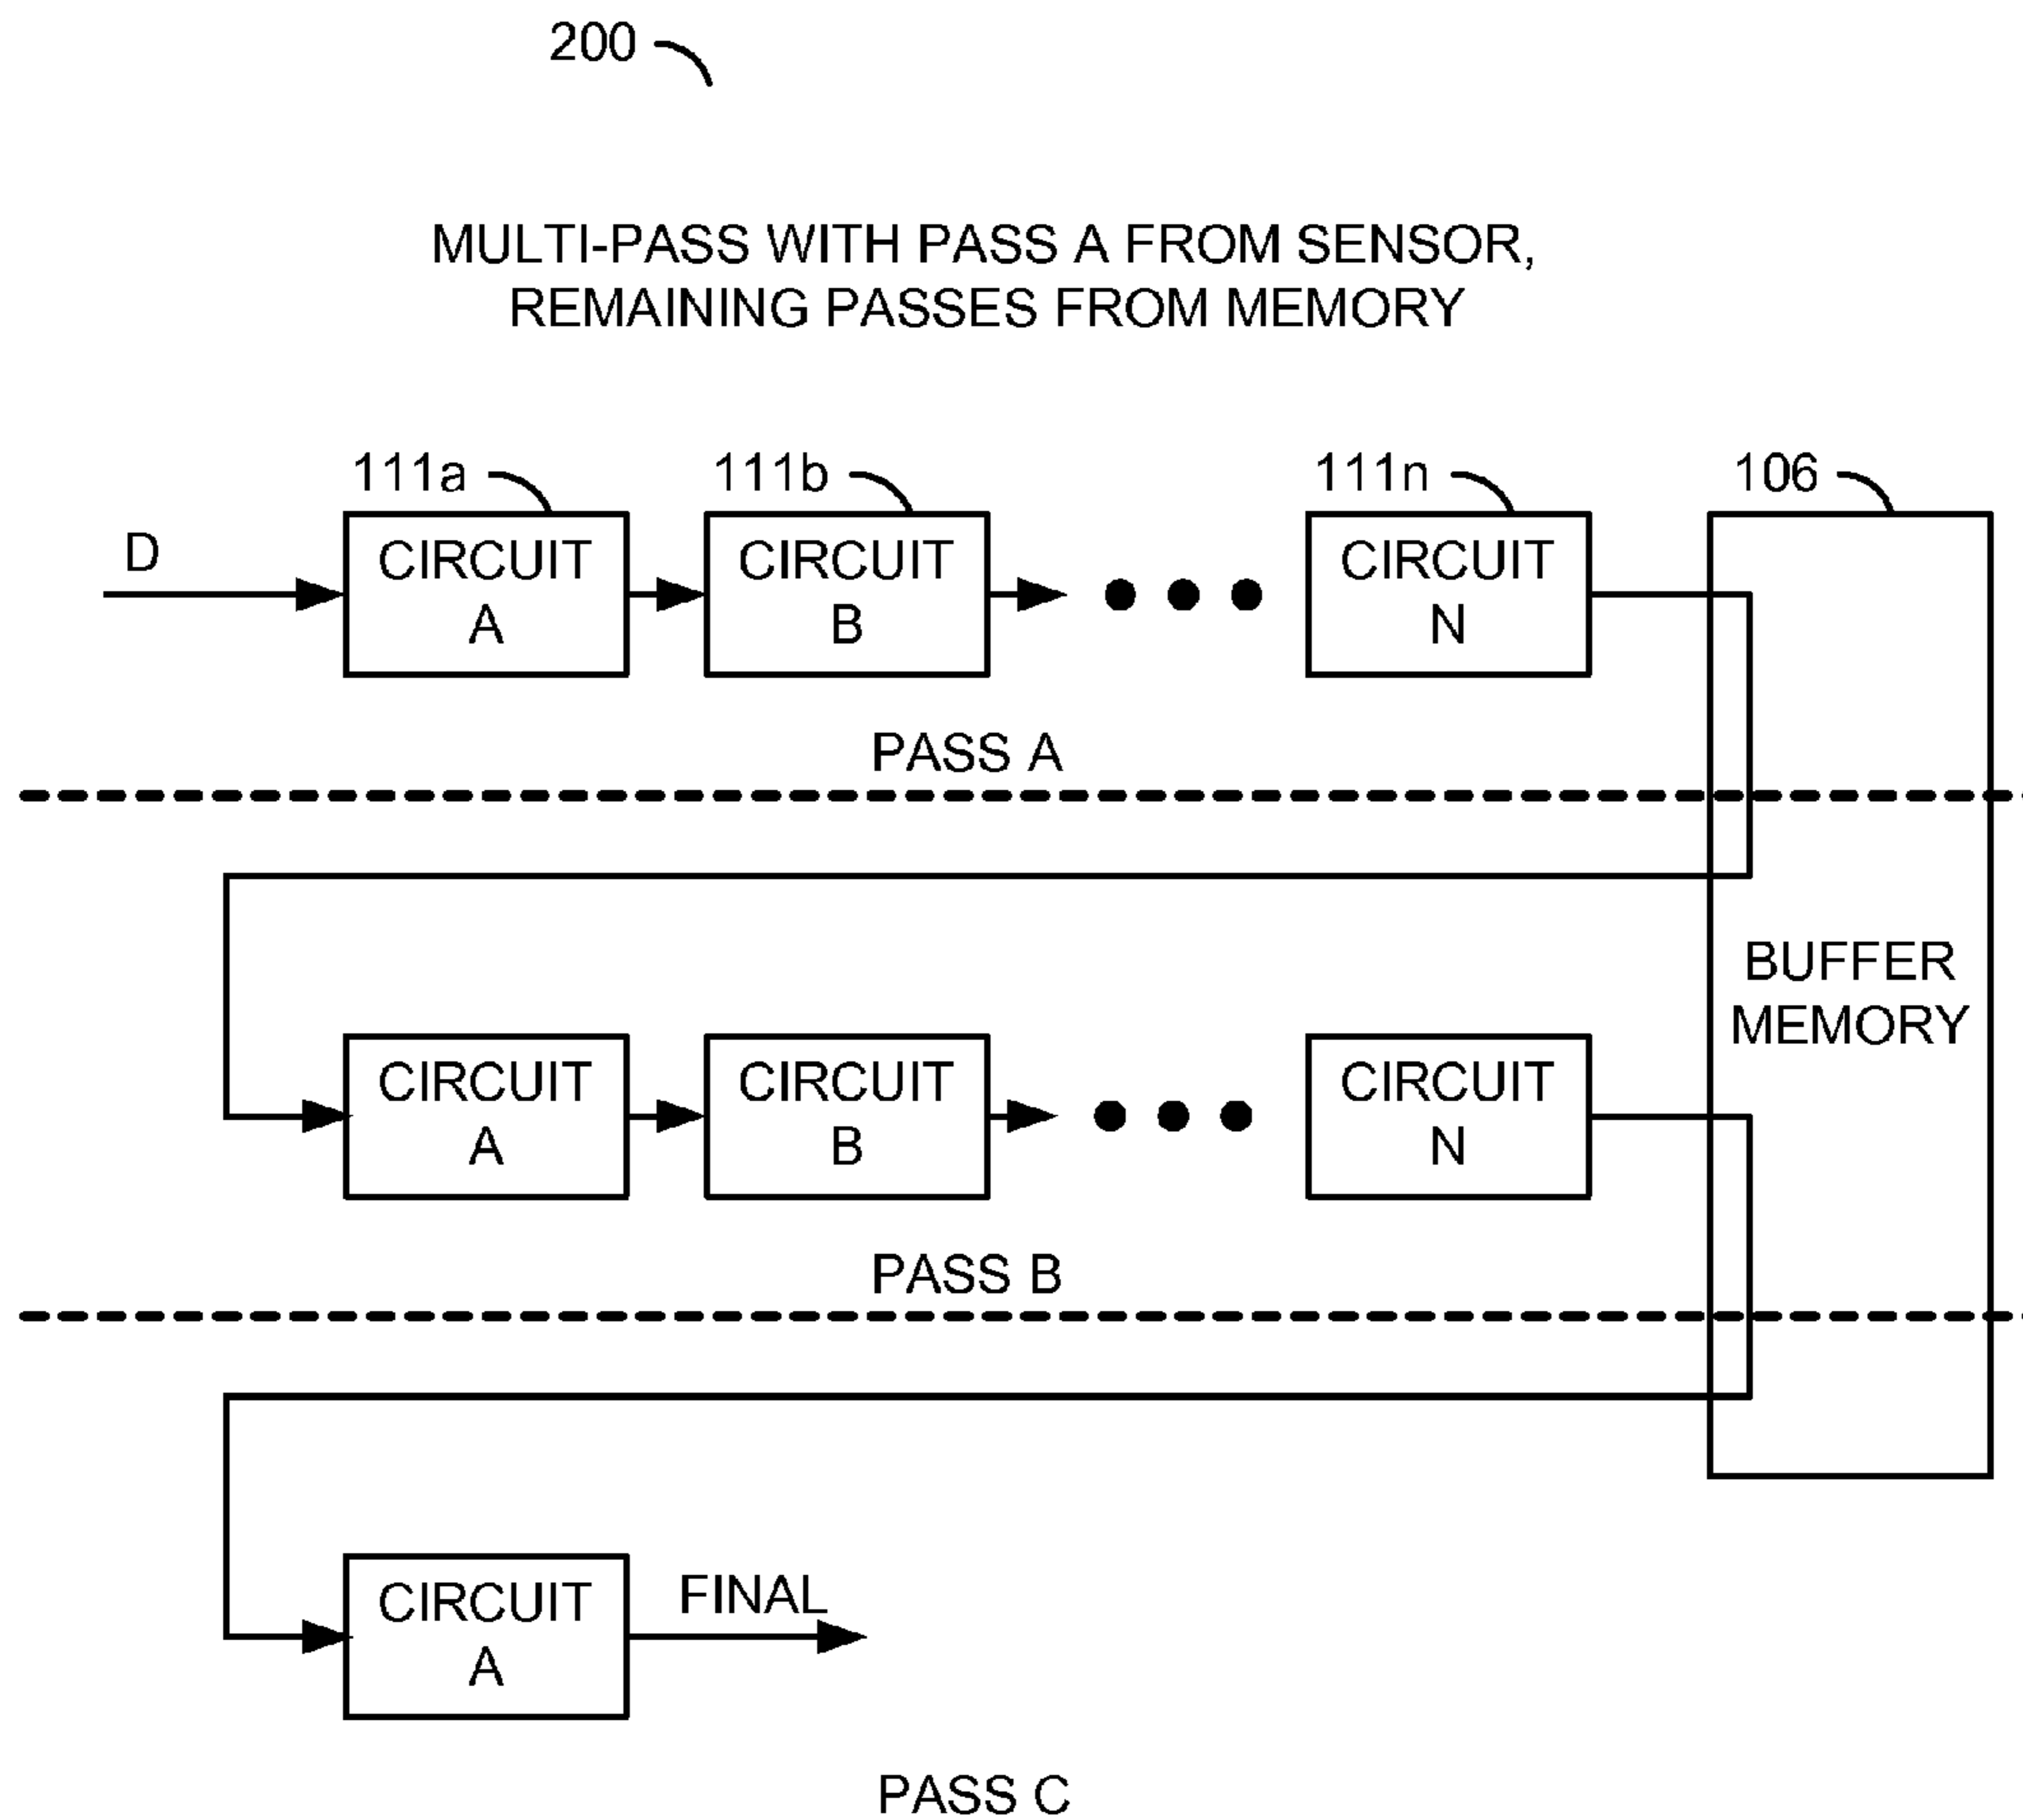 200
MULTI-PASS WITH PASS A FROM SENSOR,
REMAINING PASSES FROM MEMORY
111a
111b
111n
106
D
CIRCUIT
A
CIRCUIT
B
CIRCUIT
N
PASS A
BUFFER
MEMORY
CIRCUIT
A
CIRCUIT
B
CIRCUIT
N
PASS B
CIRCUIT
A
FINAL
PASS C